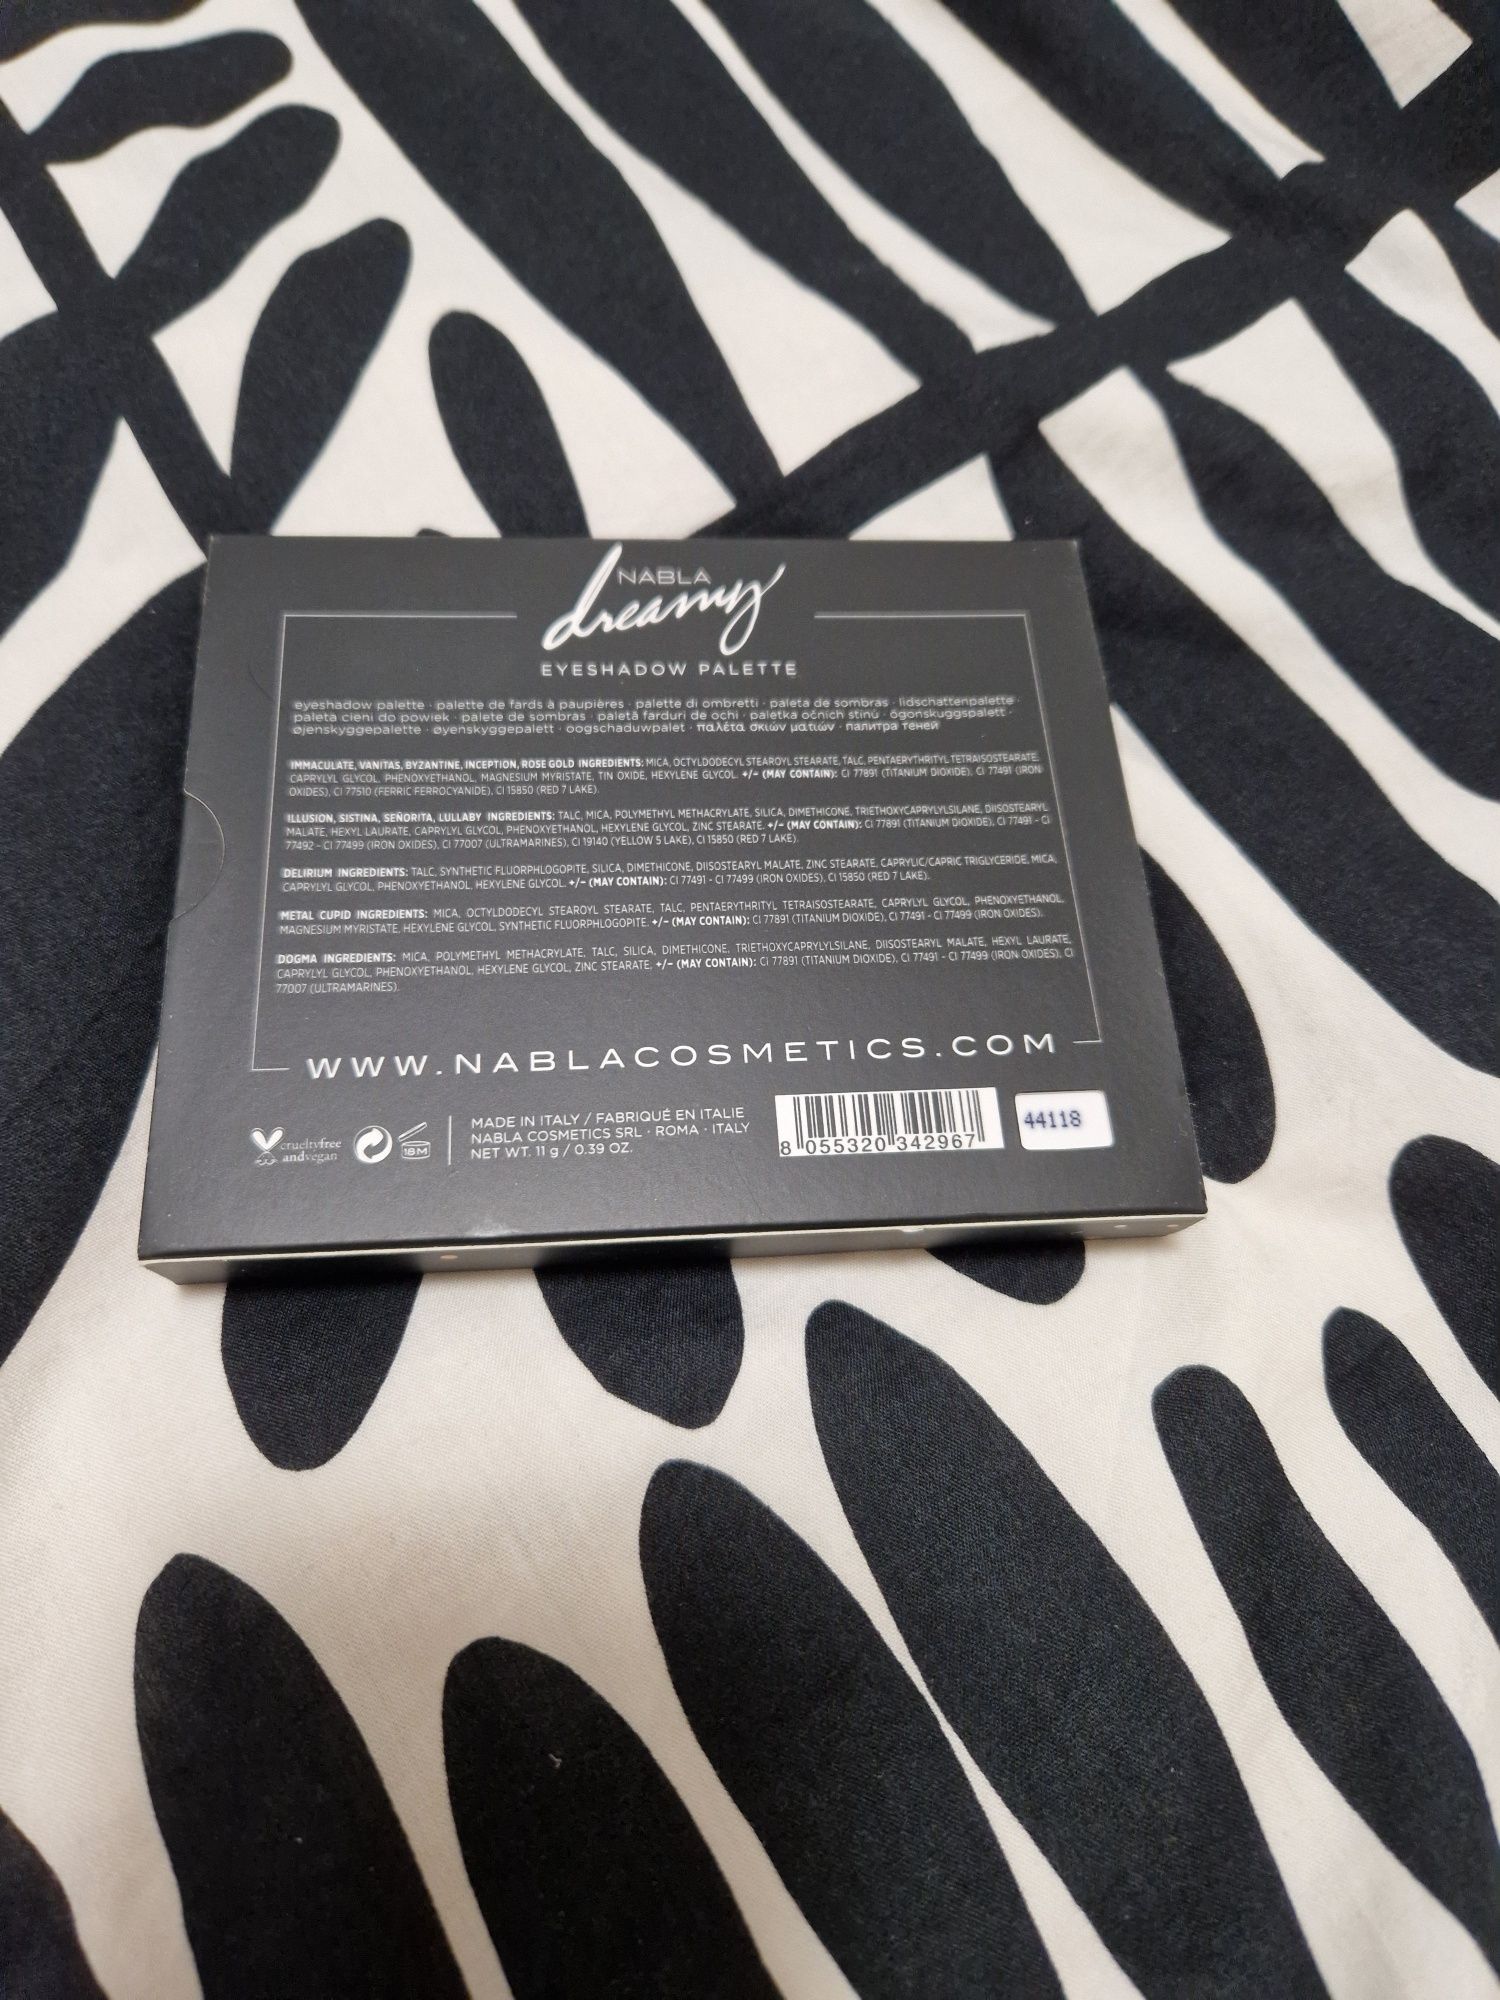 NABLA
dreamy
EYESHADOW PALETTE
eyeshadow palette · palette de fards à paupières · palette di ombretti · paleta de sombras · lidschattenpalette ·
paleta cieni do powiek · palete de sombras · paletă farduri de ochi · paletka očních stínů · ögonskuggspalett ·
øjenskyggepalette · øyenskyggepalett · oogschaduwpalet · παλέτα σκιών ματιών · палитра теней
IMMACULATE, VANITAS, BYZANTINE, INCEPTION, ROSE GOLD INGREDIENTS: MICA, OCTYLDODECYL STEAROYL STEARATE, TALC, PENTAERYTHRITYL TETRAISOSTEARATE,
CAPRYLYL GLYCOL, PHENOXYETHANOL, MAGNESIUM MYRISTATE, TIN OXIDE, HEXYLENE GLYCOL. +/− (MAY CONTAIN): CI 77891 (TITANIUM DIOXIDE), CI 77491 (IRON
OXIDES), CI 77510 (FERRIC FERROCYANIDE), CI 15850 (RED 7 LAKE).
ILLUSION, SISTINA, SEÑORITA, LULLABY INGREDIENTS: TALC, MICA, POLYMETHYL METHACRYLATE, SILICA, DIMETHICONE, TRIETHOXYCAPRYLYLSILANE, DIISOSTEARYL
MALATE, HEXYL LAURATE, CAPRYLYL GLYCOL, PHENOXYETHANOL, HEXYLENE GLYCOL, ZINC STEARATE. +/− (MAY CONTAIN): CI 77891 (TITANIUM DIOXIDE), CI 77491 - CI
77492 - CI 77499 (IRON OXIDES), CI 77007 (ULTRAMARINES), CI 19140 (YELLOW 5 LAKE), CI 15850 (RED 7 LAKE).
DELIRIUM INGREDIENTS: TALC, SYNTHETIC FLUORPHLOGOPITE, SILICA, DIMETHICONE, DIISOSTEARYL MALATE, ZINC STEARATE, CAPRYLIC/CAPRIC TRIGLYCERIDE, MICA,
CAPRYLYL GLYCOL, PHENOXYETHANOL, HEXYLENE GLYCOL. +/− (MAY CONTAIN): CI 77491 - CI 77499 (IRON OXIDES), CI 15850 (RED 7 LAKE).
METAL CUPID INGREDIENTS: MICA, OCTYLDODECYL STEAROYL STEARATE, TALC, PENTAERYTHRITYL TETRAISOSTEARATE, CAPRYLYL GLYCOL, PHENOXYETHANOL,
MAGNESIUM MYRISTATE, HEXYLENE GLYCOL, SYNTHETIC FLUORPHLOGOPITE. +/− (MAY CONTAIN): CI 77891 (TITANIUM DIOXIDE), CI 77491 - CI 77499 (IRON OXIDES).
DOGMA INGREDIENTS: MICA, POLYMETHYL METHACRYLATE, TALC, SILICA, DIMETHICONE, TRIETHOXYCAPRYLYLSILANE, DIISOSTEARYL MALATE, HEXYL LAURATE,
CAPRYLYL GLYCOL, PHENOXYETHANOL, HEXYLENE GLYCOL, ZINC STEARATE. +/− (MAY CONTAIN): CI 77891 (TITANIUM DIOXIDE), CI 77491 - CI 77499 (IRON OXIDES), CI
77007 (ULTRAMARINES).
WWW.NABLACOSMETICS.COM
crueltyfree
andvegan
18M
MADE IN ITALY / FABRIQUÉ EN ITALIE
NABLA COSMETICS SRL · ROMA · ITALY
NET WT. 11 g / 0.39 OZ.
8 055320 342967
44118